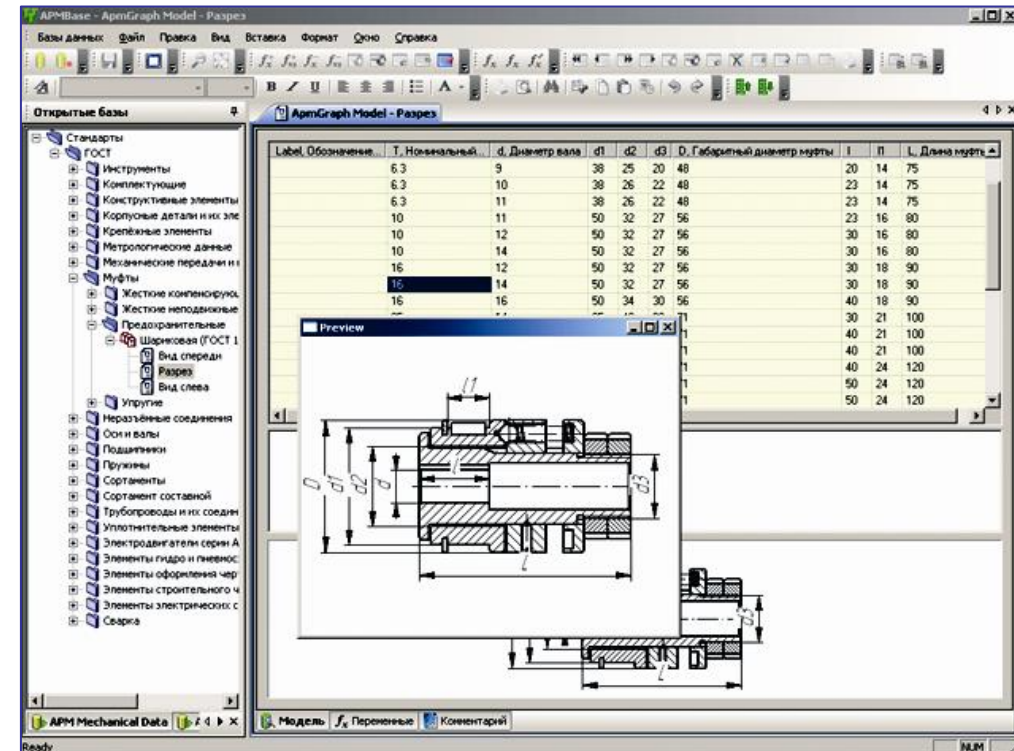 APMBase - ApmGraph Model - Разрез
Базы данных Файл Правка Вид Вставка Формат Окно Справка
Открытые базы
ApmGraph Model - Разрез
Стандарты
ГОСТ
Инструменты
Комплектующие
Конструктивные элементы
Корпусные детали и их эле
Крепёжные элементы
Метрологические данные
Механические передачи и
Муфты
Жесткие компенсирующ
Жесткие неподвижные
Предохранительные
Шариковая (ГОСТ 1
Вид спереди
Разрез
Вид слева
Упругие
Неразъёмные соединения
Оси и валы
Подшипники
Пружины
Сортаменты
Сортамент составной
Трубопроводы и их соедин
Уплотнительные элементы
Электродвигатели серии А
Элементы гидро и пневмос
Элементы оформления чер
Элементы строительного ч
Элементы электрических с
Сварка
Label, Обозначение... T, Номинальный... d, Диаметр вала d1 d2 d3 D, Габаритный диаметр муфты l l1 L, Длина муфты
6.3 9 38 25 20 48 20 14 75
6.3 10 38 26 22 48 23 14 75
6.3 11 38 26 22 48 23 14 75
10 11 50 32 27 56 23 16 80
10 12 50 32 27 56 30 16 80
10 14 50 32 27 56 30 16 80
16 12 50 32 27 56 30 18 90
16 14 50 32 27 56 30 18 90
16 16 50 34 30 56 40 18 90
30 21 100
40 21 100
40 21 100
40 24 120
50 24 120
50 24 120
Preview
l1
D d1 d2 d l d3
L
d3
L
APM Mechanical Data
Модель fx Переменные Комментарий
Ready NUM